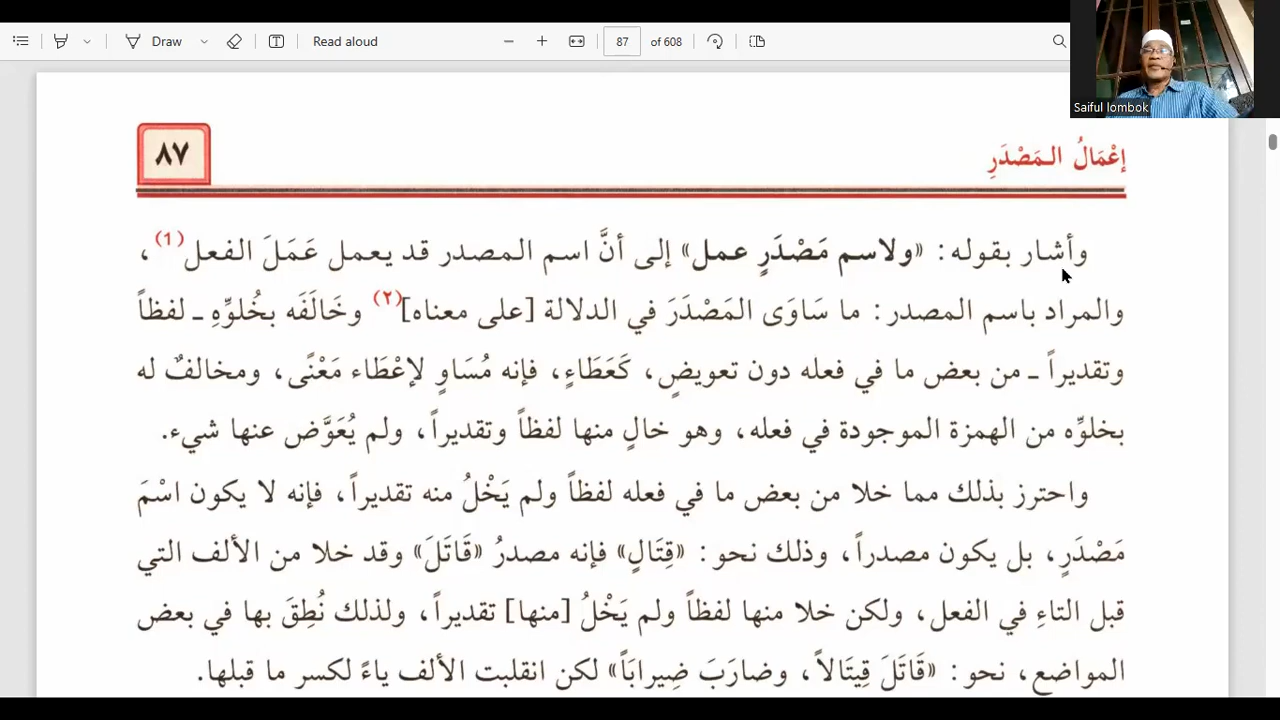 Draw
Read aloud
87
of 608
Saiful lombok
إعْمَالُ الـمَصْدَرِ
٨٧
وأشار بقوله: «ولاسم مَصْدَرٍ عمل» إلى أنَّ اسم المصدر قد يعمل عَمَلَ الفعل(١)،
والمراد باسم المصدر: ما سَاوَى المَصْدَرَ في الدلالة [على معناه](٢) وخَالَفَه بخُلوِّهِ ـ لفظاً
وتقديراً ـ من بعض ما في فعله دون تعويضٍ، كَعَطَاءٍ، فإنه مُسَاوٍ لإعْطَاء مَعْنًى، ومخالفٌ له
بخلوِّه من الهمزة الموجودة في فعله، وهو خالٍ منها لفظاً وتقديراً، ولم يُعَوَّض عنها شيء.
واحترز بذلك مما خلا من بعض ما في فعله لفظاً ولم يَخْلُ منه تقديراً، فإنه لا يكون اسْمَ
مَصْدَرٍ، بل يكون مصدراً، وذلك نحو: «قِتَالٍ» فإنه مصدرُ «قَاتَلَ» وقد خلا من الألف التي
قبل التاءِ في الفعل، ولكن خلا منها لفظاً ولم يَخْلُ [منها] تقديراً، ولذلك نُطِقَ بها في بعض
المواضع، نحو: «قَاتَلَ قِيتَالاً، وضارَبَ ضِيرابَاً» لكن انقلبت الألف ياءً لكسر ما قبلها.